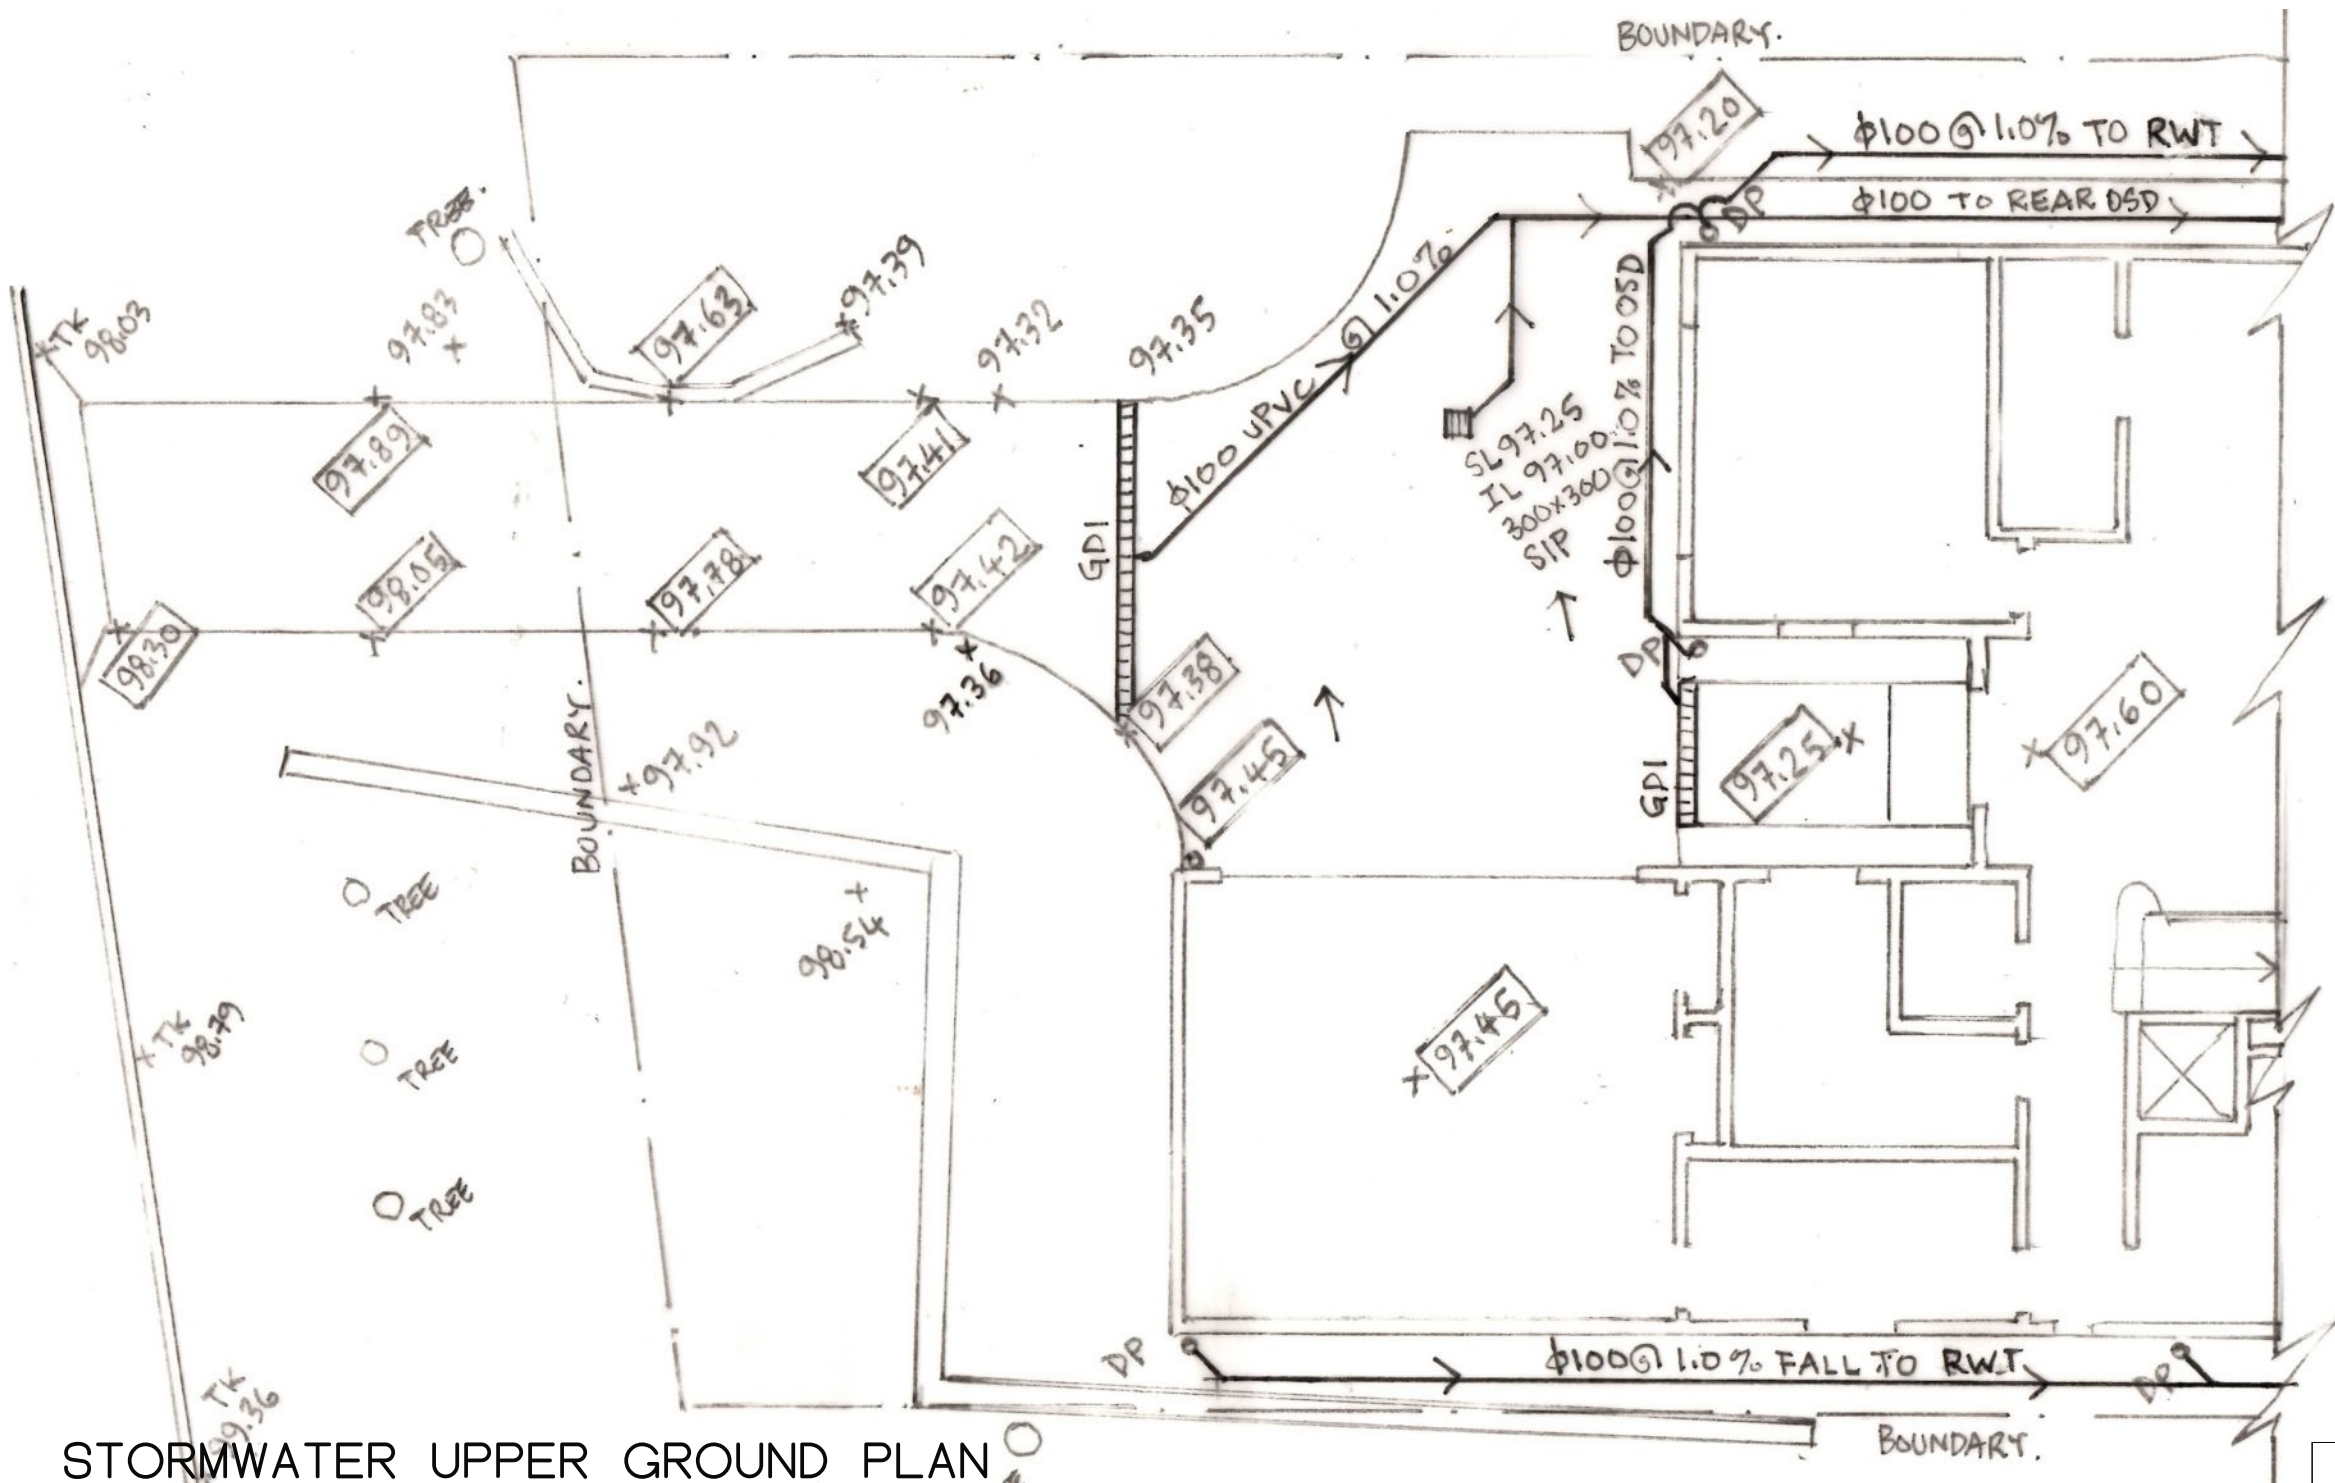 BOUNDARY.
97.20
φ100 @ 1.0% TO RWT
DP
φ100 TO REAR OSD
TREE.
TK
98.03
97.83
97.63
97.39
97.32
97.35
φ100 uPVC @ 1.0%
φ100 @ 1.0% TO OSD
SL 97.25
IL 97.00
300x300
SIP
97.89
97.41
GD1
98.05
97.78
97.42
98.30
97.36
97.38
DP
BOUNDARY.
97.92
97.45
GD1
97.25
97.60
TREE
98.54
TK
98.79
TREE
97.45
TREE
DP
φ100 @ 1.0% FALL TO RWT
DP
TK
99.36
BOUNDARY.
STORMWATER UPPER GROUND PLAN